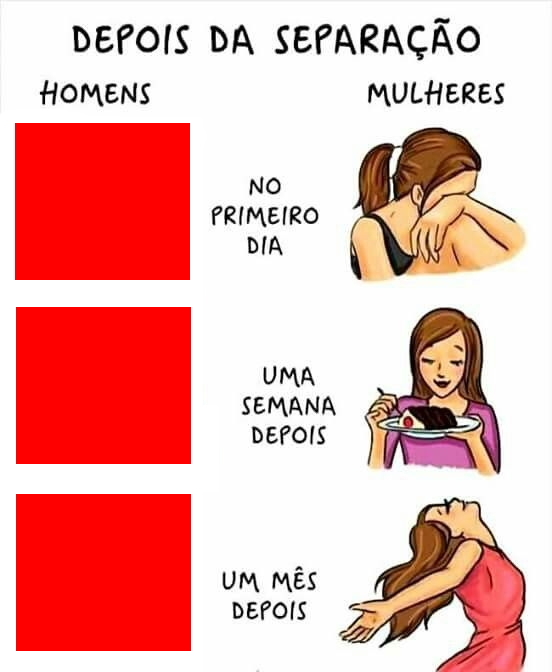 DEPOIS DA SEPARAÇÃO
HOMENS
MULHERES
NO
PRIMEIRO
DIA
UMA
SEMANA
DEPOIS
UM MÊS
DEPOIS